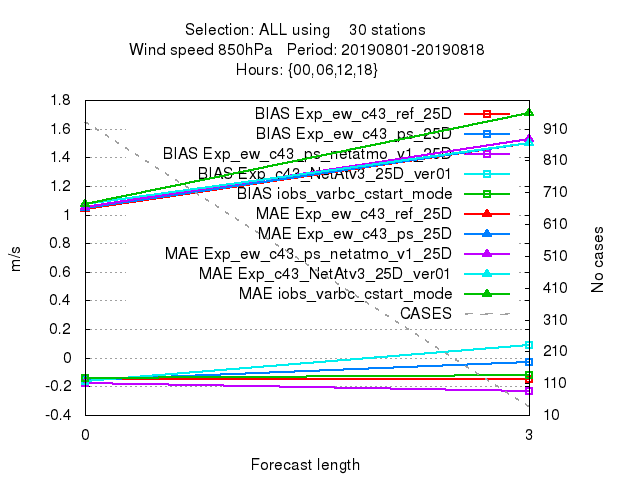 Selection: ALL using 30 stations
Wind speed 850hPa Period: 20190801-20190818
Hours: {00,06,12,18}
1.8
1.6
1.4
1.2
1
0.8
0.6
0.4
0.2
0
-0.2
-0.4
m/s
BIAS Exp_ew_c43_ref_25D
BIAS Exp_ew_c43_ps_25D
BIAS Exp_ew_c43_ps_netatmo_v1_25D
BIAS Exp_c43_NetAtv3_25D_ver01
BIAS iobs_varbc_cstart_mode
MAE Exp_ew_c43_ref_25D
MAE Exp_ew_c43_ps_25D
MAE Exp_ew_c43_ps_netatmo_v1_25D
MAE Exp_c43_NetAtv3_25D_ver01
MAE iobs_varbc_cstart_mode
CASES
910
810
710
610
510
410
310
210
110
10
No cases
0 3
Forecast length